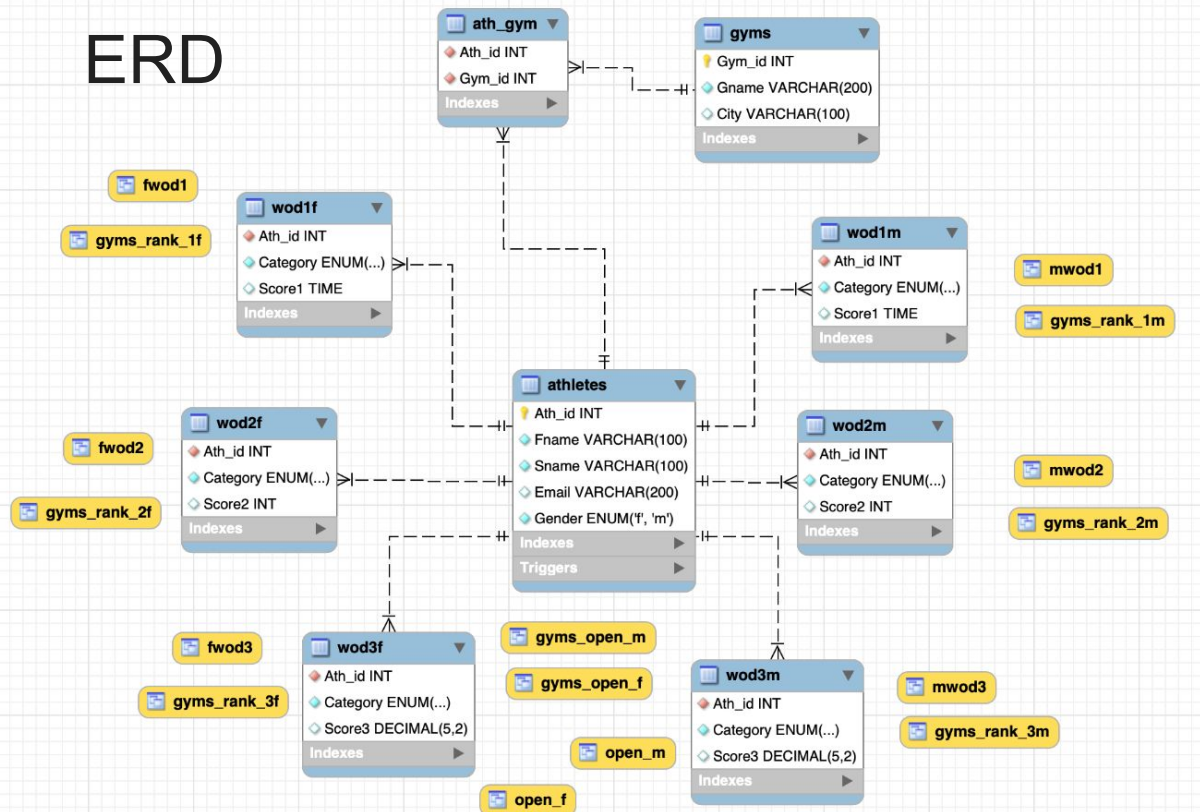 ERD
ath_gym
Ath_id INT
Gym_id INT
Indexes
gyms
Gym_id INT
Gname VARCHAR(200)
City VARCHAR(100)
Indexes
fwod1
gyms_rank_1f
wod1f
Ath_id INT
Category ENUM(...)
Score1 TIME
Indexes
wod1m
Ath_id INT
Category ENUM(...)
Score1 TIME
Indexes
mwod1
gyms_rank_1m
athletes
Ath_id INT
Fname VARCHAR(100)
Sname VARCHAR(100)
Email VARCHAR(200)
Gender ENUM('f', 'm')
Indexes
Triggers
fwod2
gyms_rank_2f
wod2f
Ath_id INT
Category ENUM(...)
Score2 INT
Indexes
wod2m
Ath_id INT
Category ENUM(...)
Score2 INT
Indexes
mwod2
gyms_rank_2m
fwod3
gyms_rank_3f
wod3f
Ath_id INT
Category ENUM(...)
Score3 DECIMAL(5,2)
Indexes
gyms_open_m
gyms_open_f
open_m
open_f
wod3m
Ath_id INT
Category ENUM(...)
Score3 DECIMAL(5,2)
Indexes
mwod3
gyms_rank_3m